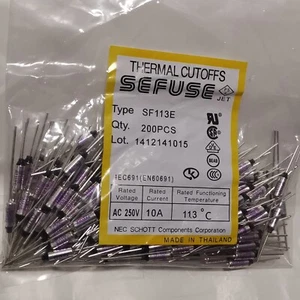 THERMAL CUTOFFS
SEFUSE
JET
Type SF113E
Qty. 200PCS
Lot. 1412141015
IEC691(EN60691)
Rated Voltage Rated Current Rated Functioning Temperature
AC 250V 10A 113 °C
NEC SCHOTT Components Corporation
MADE IN THAILAND